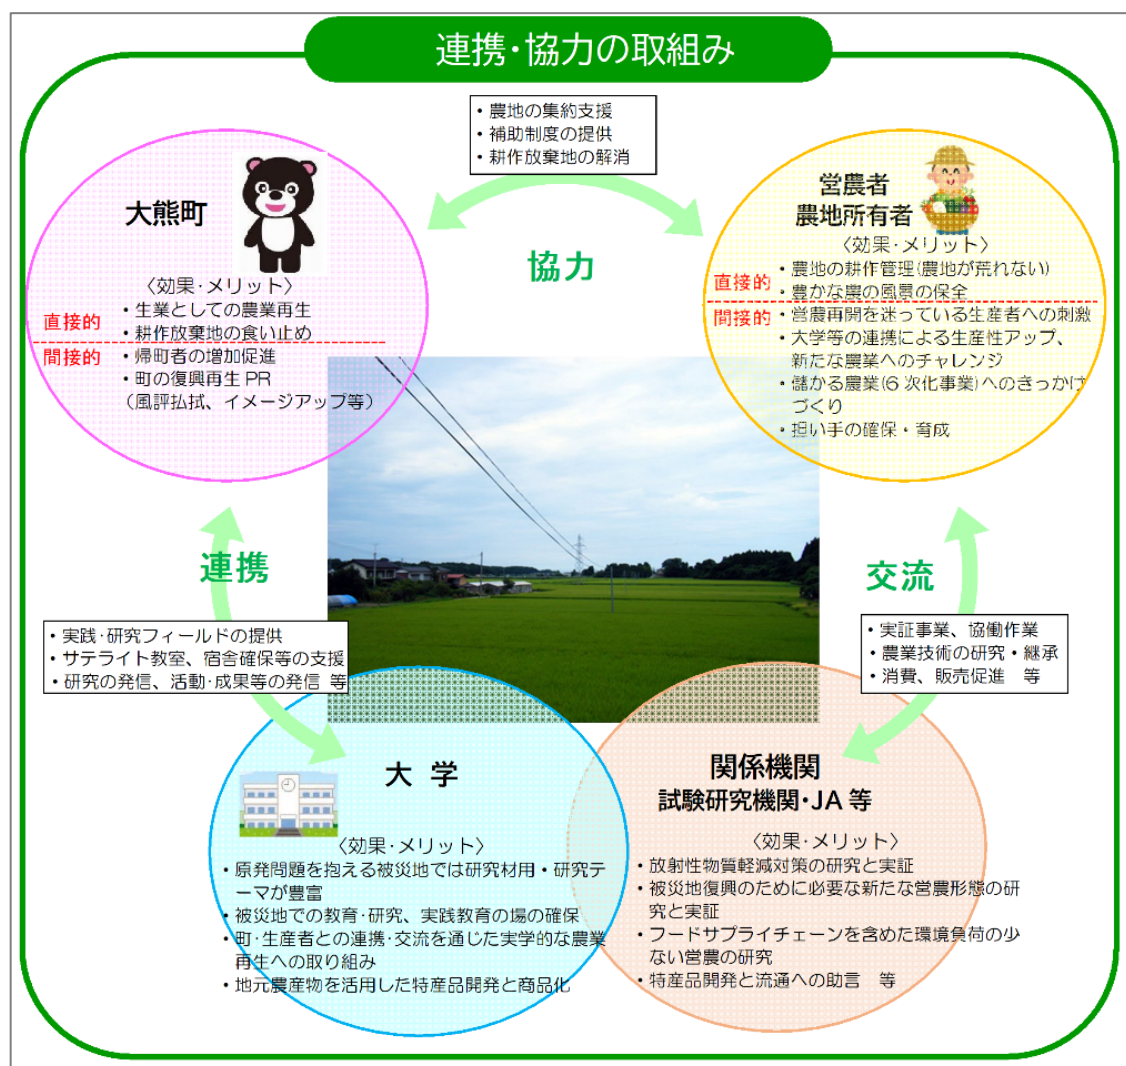 連携・協力の取組み
・農地の集約支援
・補助制度の提供
・耕作放棄地の解消
大熊町
〈効果・メリット〉
直接的
・生業としての農業再生
・耕作放棄地の食い止め
間接的
・帰町者の増加促進
・町の復興再生 PR
（風評払拭、イメージアップ等）
協力
営農者
農地所有者
〈効果・メリット〉
直接的
・農地の耕作管理(農地が荒れない)
・豊かな農の風景の保全
間接的
・営農再開を迷っている生産者への刺激
・大学等の連携による生産性アップ、
新たな農業へのチャレンジ
・儲かる農業(6 次化事業)へのきっかけ
づくり
・担い手の確保・育成
連携
・実践・研究フィールドの提供
・サテライト教室、宿舎確保等の支援
・研究の発信、活動・成果等の発信 等
交流
・実証事業、協働作業
・農業技術の研究・継承
・消費、販売促進 等
大 学
〈効果・メリット〉
・原発問題を抱える被災地では研究材用・研究テ
ーマが豊富
・被災地での教育・研究、実践教育の場の確保
・町・生産者との連携・交流を通じた実学的な農業
再生への取り組み
・地元農産物を活用した特産品開発と商品化
関係機関
試験研究機関・JA 等
〈効果・メリット〉
・放射性物質軽減対策の研究と実証
・被災地復興のために必要な新たな営農形態の研
究と実証
・フードサプライチェーンを含めた環境負荷の少
ない営農の研究
・特産品開発と流通への助言 等